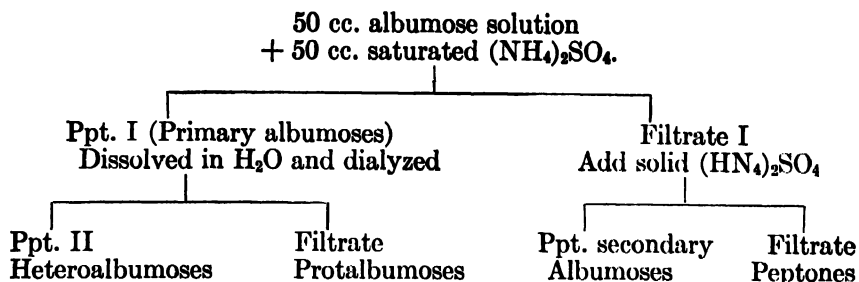 50 cc. albumose solution
+ 50 cc. saturated (NH₄)₂SO₄.
Ppt. I (Primary albumoses)
Dissolved in H₂O and dialyzed
Filtrate I
Add solid (HN₄)₂SO₄
Ppt. II
Heteroalbumoses
Filtrate
Protalbumoses
Ppt. secondary
Albumoses
Filtrate
Peptones